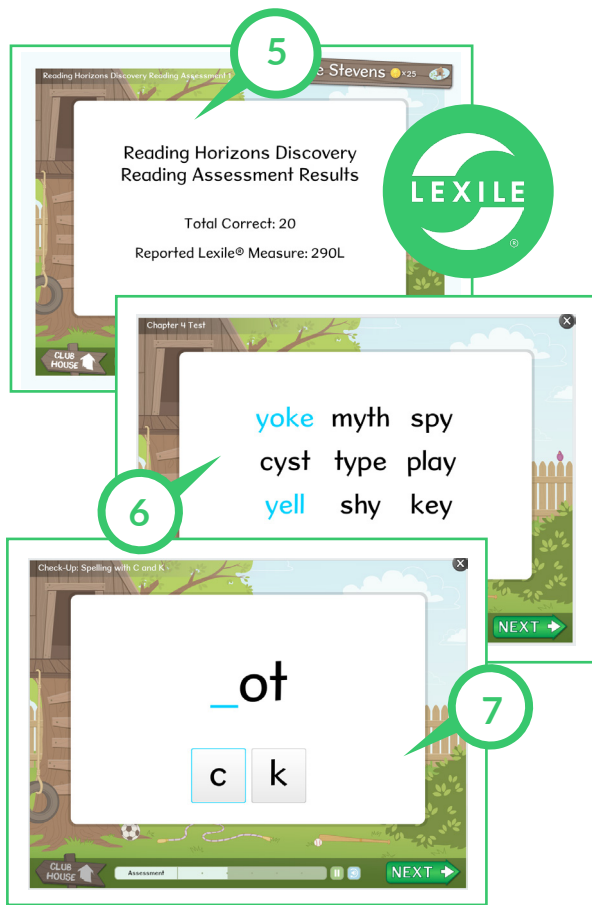 5
Reading Horizons Discovery Reading Assessment 1
e Stevens x25
Reading Horizons Discovery
Reading Assessment Results
Total Correct: 20
Reported Lexile® Measure: 290L
LEXILE
®
CLUB
HOUSE
Chapter 4 Test
X
yoke myth spy
cyst type play
yell shy key
6
NEXT
Check-Up: Spelling with C and K
X
_ot
c k
7
CLUB
HOUSE
Assessment
NEXT